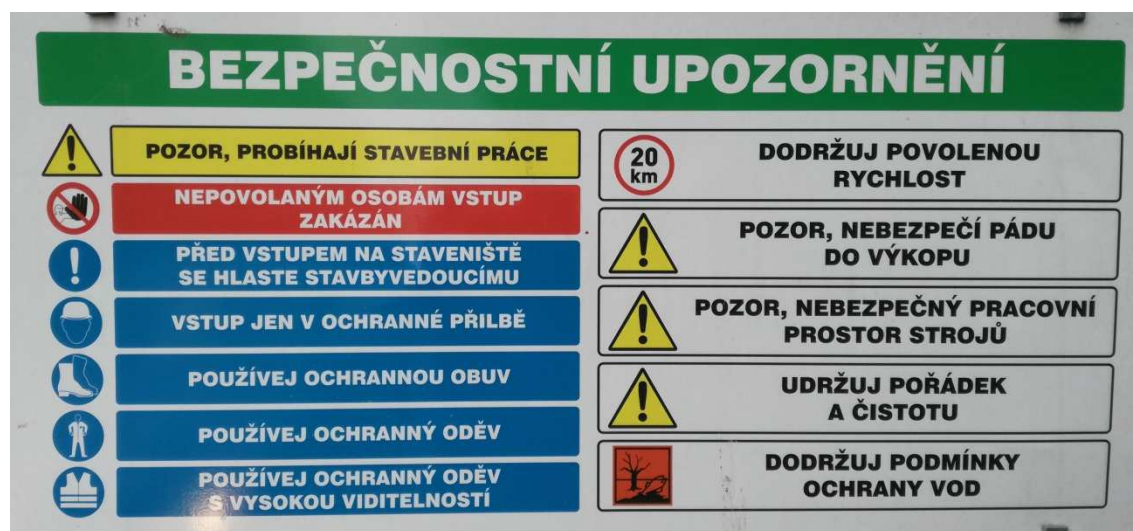 BEZPEČNOSTNÍ UPOZORNĚNÍ
POZOR, PROBÍHAJÍ STAVEBNÍ PRÁCE
NEPOVOLANÝM OSOBÁM VSTUP
ZAKÁZÁN
PŘED VSTUPEM NA STAVENIŠTĚ
SE HLASTE STAVBYVEDOUCÍMU
VSTUP JEN V OCHRANNÉ PŘILBĚ
POUŽÍVEJ OCHRANNOU OBUV
POUŽÍVEJ OCHRANNÝ ODĚV
POUŽÍVEJ OCHRANNÝ ODĚV
S VYSOKOU VIDITELNOSTÍ
20
km
DODRŽUJ POVOLENOU
RYCHLOST
POZOR, NEBEZPEČÍ PÁDU
DO VÝKOPU
POZOR, NEBEZPEČNÝ PRACOVNÍ
PROSTOR STROJŮ
UDRŽUJ POŘÁDEK
A ČISTOTU
DODRŽUJ PODMÍNKY
OCHRANY VOD